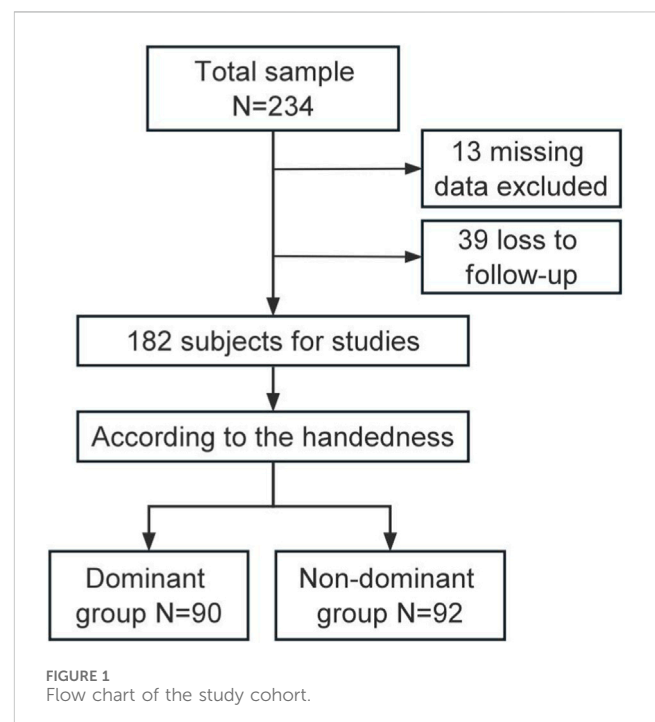 Total sample
N=234
13 missing
data excluded
39 loss to
follow-up
182 subjects for studies
According to the handedness
Dominant
group N=90
Non-dominant
group N=92
FIGURE 1
Flow chart of the study cohort.